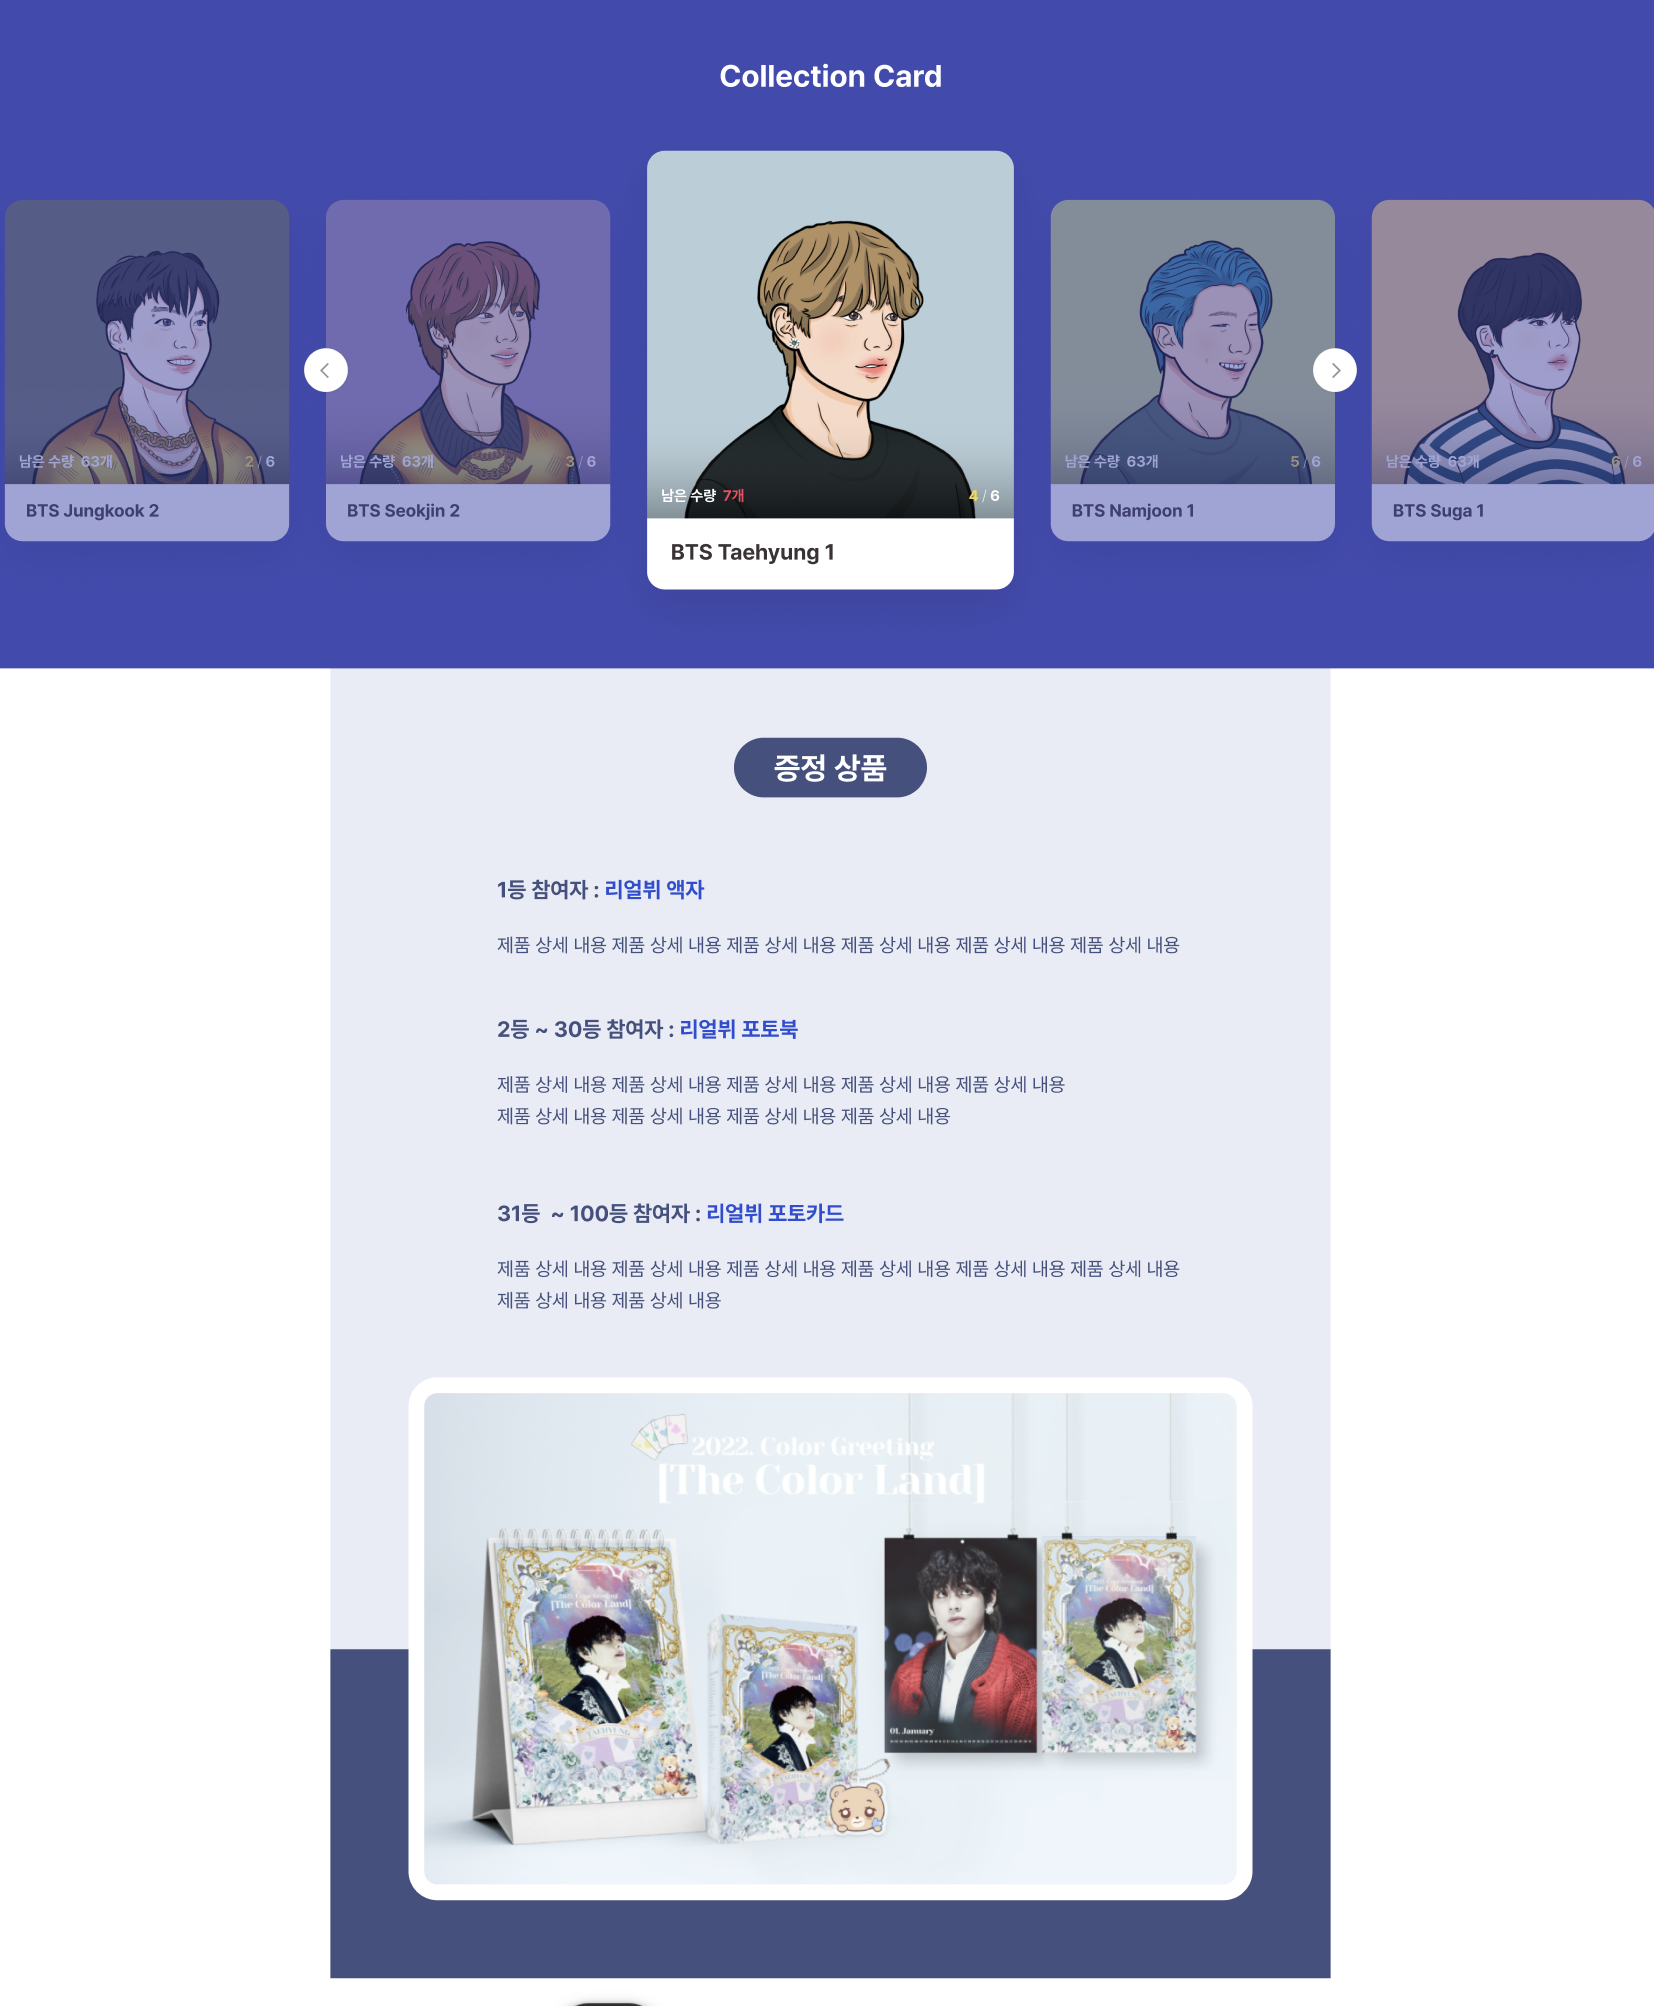 Collection Card
남은 수량 63개
2 / 6
BTS Jungkook 2
남은 수량 63개
3 / 6
BTS Seokjin 2
남은 수량 7개
4 / 6
BTS Taehyung 1
남은 수량 63개
5 / 6
BTS Namjoon 1
남은 수량 63개
6 / 6
BTS Suga 1
증정 상품
1등 참여자 : 리얼뷔 액자
제품 상세 내용 제품 상세 내용 제품 상세 내용 제품 상세 내용 제품 상세 내용 제품 상세 내용
2등 ~ 30등 참여자 : 리얼뷔 포토북
제품 상세 내용 제품 상세 내용 제품 상세 내용 제품 상세 내용 제품 상세 내용
제품 상세 내용 제품 상세 내용 제품 상세 내용 제품 상세 내용
31등 ~ 100등 참여자 : 리얼뷔 포토카드
제품 상세 내용 제품 상세 내용 제품 상세 내용 제품 상세 내용 제품 상세 내용 제품 상세 내용
제품 상세 내용 제품 상세 내용
2022. Color Greeting
[The Color Land]
[The Color Land]
TAEHYUNG
[The Color Land]
01. January
[The Color Land]